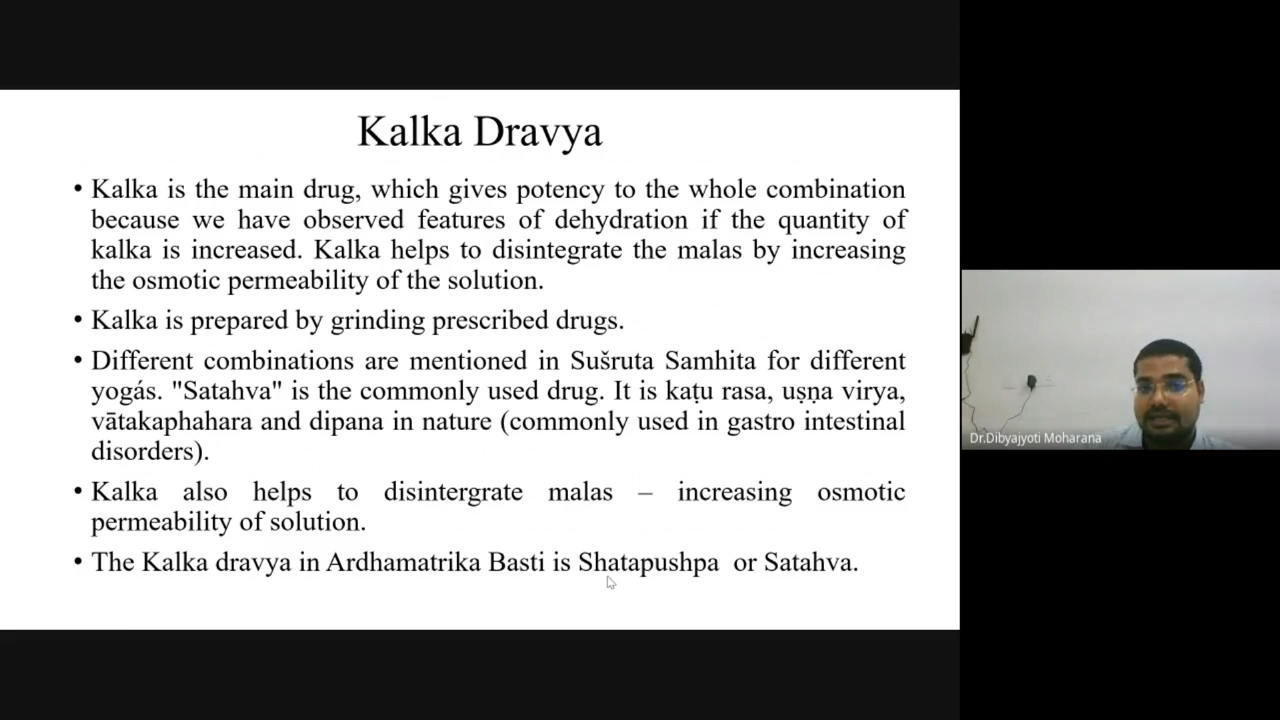 Kalka Dravya
• Kalka is the main drug, which gives potency to the whole combination
because we have observed features of dehydration if the quantity of
kalka is increased. Kalka helps to disintegrate the malas by increasing
the osmotic permeability of the solution.
• Kalka is prepared by grinding prescribed drugs.
• Different combinations are mentioned in Sušruta Samhita for different
yogás. "Satahva" is the commonly used drug. It is kaṭu rasa, uṣṇa virya,
vātakaphahara and dipana in nature (commonly used in gastro intestinal
disorders).
• Kalka also helps to disintergrate malas – increasing osmotic
permeability of solution.
• The Kalka dravya in Ardhamatrika Basti is Shatapushpa or Satahva.
Dr.Dibyajyoti Moharana